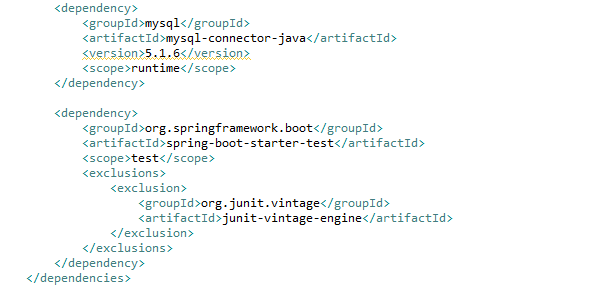 <dependency>
<groupId>mysql</groupId>
<artifactId>mysql-connector-java</artifactId>
<version>5.1.6</version>
<scope>runtime</scope>
</dependency>
<dependency>
<groupId>org.springframework.boot</groupId>
<artifactId>spring-boot-starter-test</artifactId>
<scope>test</scope>
<exclusions>
<exclusion>
<groupId>org.junit.vintage</groupId>
<artifactId>junit-vintage-engine</artifactId>
</exclusion>
</exclusions>
</dependency>
</dependencies>